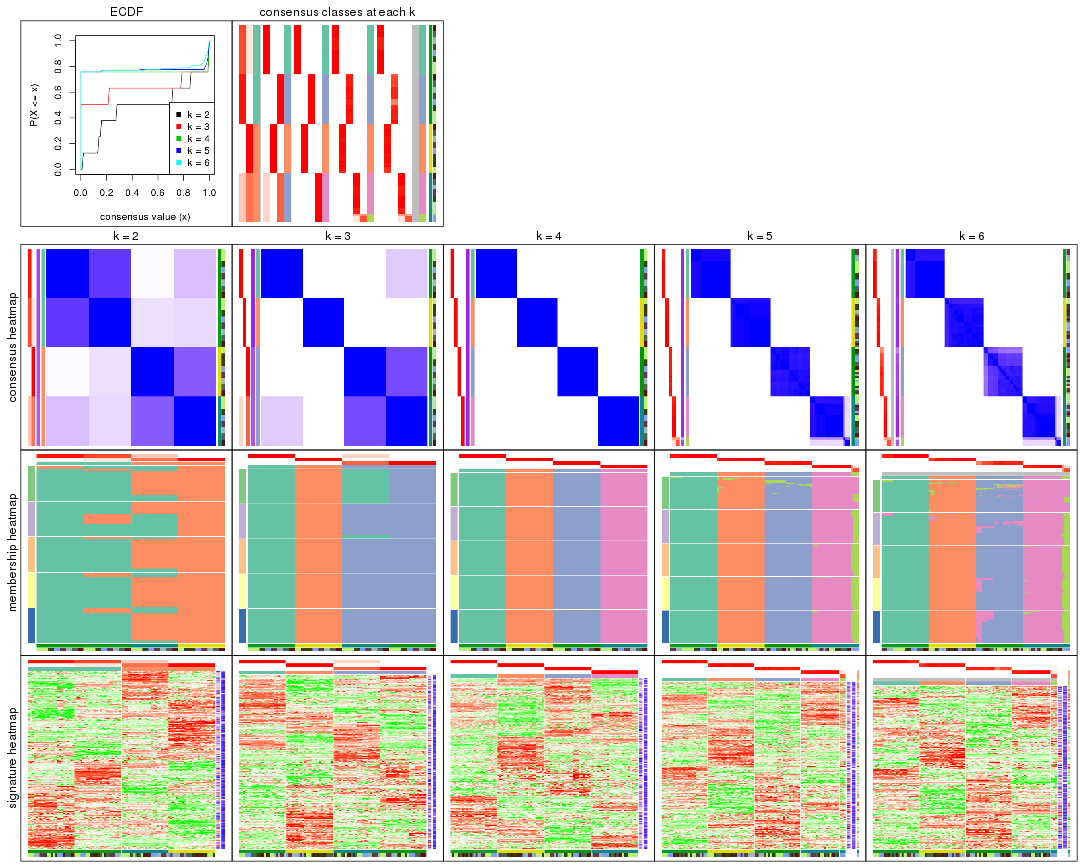 ECDF
consensus classes at each k
P(X <= x)
0.0 0.2 0.4 0.6 0.8 1.0
k = 2
k = 3
k = 4
k = 5
k = 6
0.0 0.2 0.4 0.6 0.8 1.0
consensus value (x)
k = 2 k = 3 k = 4 k = 5 k = 6
consensus heatmap
membership heatmap
signature heatmap